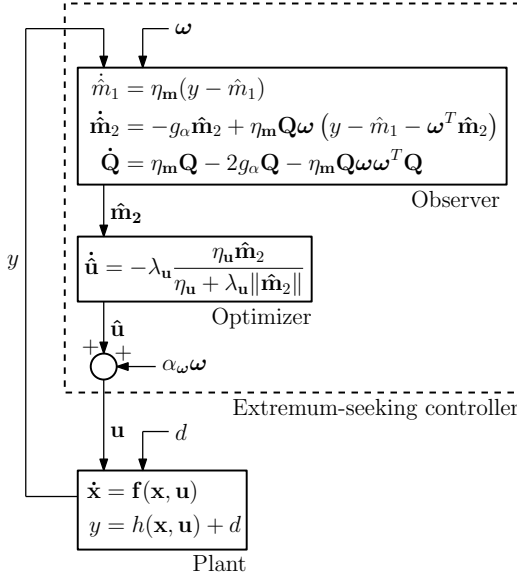 ω
ṁ̂₁ = η_m(y − m̂₁)
ṁ̂₂ = −g_α m̂₂ + η_m Qω (y − m̂₁ − ω^T m̂₂)
Q̇ = η_m Q − 2g_α Q − η_m Qωω^T Q
Observer
m̂₂
u̇̂ = −λ_u η_u m̂₂ / (η_u + λ_u‖m̂₂‖)
Optimizer
y
û
+ +
α_ω ω
Extremum-seeking controller
u
d
ẋ = f(x, u)
y = h(x, u) + d
Plant